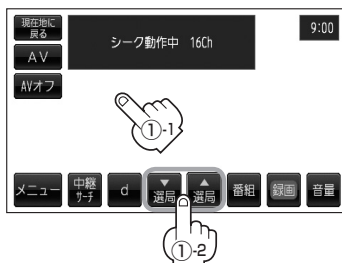 現在地に
戻る
シーク動作中 16Ch
9:00
AV
AVオフ
①-1
メニュー
中継
サーチ
d
▼
選局
▲
選局
番組
録画
音量
①-2